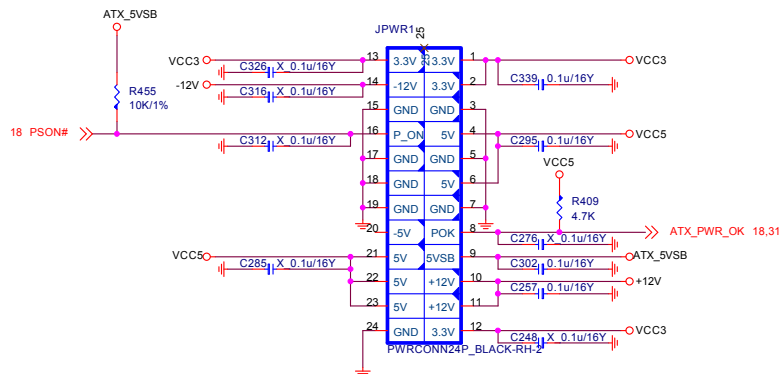 ATX_5VSB
JPWR1
25
VCC3
13
3.3V
3.3V
1
VCC3
C326
X_0.1u/16Y
C339
0.1u/16Y
-12V
14
-12V
3.3V
2
C316
X_0.1u/16Y
R455
10K/1%
15
GND
GND
3
18 PSON#
16
P_ON
5V
4
VCC5
C312
X_0.1u/16Y
C295
0.1u/16Y
17
GND
GND
5
18
GND
5V
6
VCC5
19
GND
GND
7
R409
4.7K
20
-5V
POK
8
ATX_PWR_OK 18,31
C276
X_0.1u/16Y
VCC5
21
5V
5VSB
9
ATX_5VSB
C285
X_0.1u/16Y
C302
0.1u/16Y
22
5V
+12V
10
+12V
C257
0.1u/16Y
23
5V
+12V
11
24
GND
3.3V
12
VCC3
C248
X_0.1u/16Y
PWRCONN24P_BLACK-RH-2